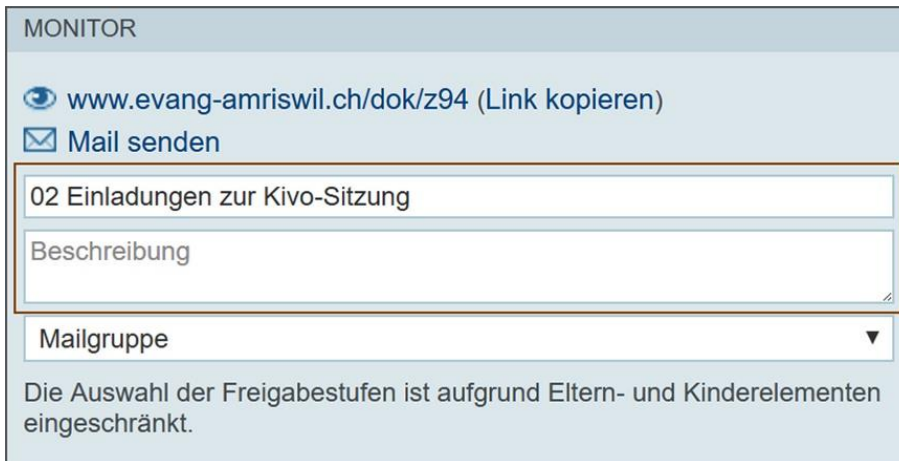 MONITOR
www.evang-amriswil.ch/dok/z94 (Link kopieren)
Mail senden
02 Einladungen zur Kivo-Sitzung
Beschreibung
Mailgruppe
Die Auswahl der Freigabestufen ist aufgrund Eltern- und Kinderelementen
eingeschränkt.